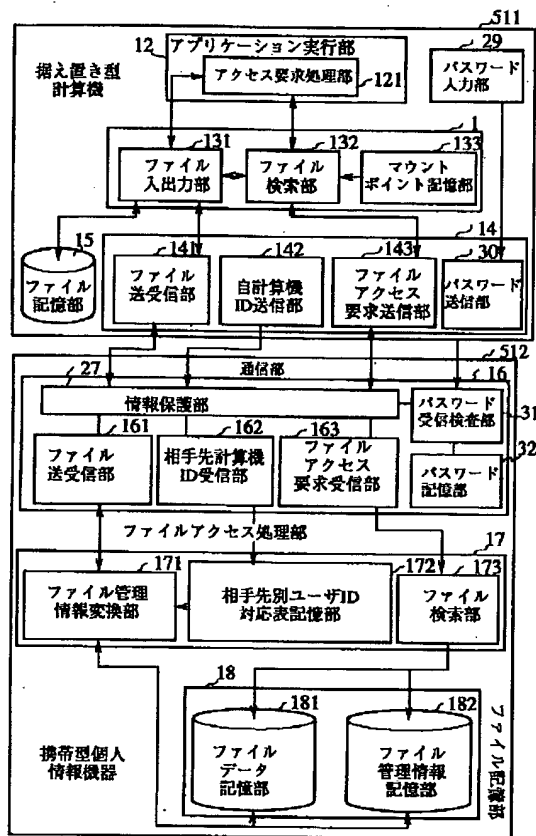 511
12
アプリケーション実行部
29
据え置き型
計算機
アクセス要求処理部
121
パスワード
入力部
1
131
132
133
ファイル
入出力部
ファイル
検索部
マウント
ポイント記憶部
14
15
141
142
143
30
ファイル
記憶部
ファイル
送受信部
自計算機
ID送信部
ファイル
アクセス
要求送信部
パスワード
送信部
512
通信部
27
16
情報保護部
パスワード
受信検査部
31
161
162
163
ファイル
送受信部
相手先計算機
ID受信部
ファイル
アクセス
要求受信部
パスワード
記憶部
32
ファイルアクセス処理部
17
171
172
173
ファイル管理
情報変換部
相手先別ユーザID
対応表記憶部
ファイル
検索部
18
181
182
ファイル
データ
記憶部
ファイル
管理情報
記憶部
ファイル記憶部
携帯型個人
情報機器